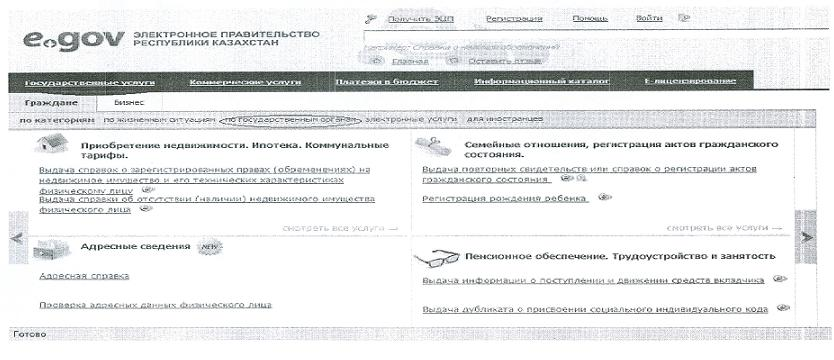 Получить ЭЦП Регистрация Помощь Войти
e.gov ЭЛЕКТРОННОЕ ПРАВИТЕЛЬСТВО
РЕСПУБЛИКИ КАЗАХСТАН
Главная Оставить отзыв
Государственные услуги Коммерческие услуги Платежи в бюджет Информационный каталог Е-лицензирование
Граждане Бизнес
по категориям по жизненным ситуациям по государственным органам электронные услуги для иностранцев
Приобретение недвижимости. Ипотека. Коммунальные
тарифы.
Выдача справок о зарегистрированных правах (обременениях) на
недвижимое имущество и его технических характеристиках
физическому лицу
Выдача справки об отсутствии (наличии) недвижимого имущества
физического лица
смотреть все услуги →
Семейные отношения, регистрация актов гражданского
состояния.
Выдача повторных свидетельств или справок о регистрации актов
гражданского состояния
Регистрация рождения ребенка
смотреть все услуги →
Адресные сведения NEW
Адресная справка
Проверка адресных данных физического лица
Пенсионное обеспечение. Трудоустройство и занятость
Выдача информации о поступлении и движении средств вкладчика
Выдача дубликата о присвоении социального индивидуального кода
Готово